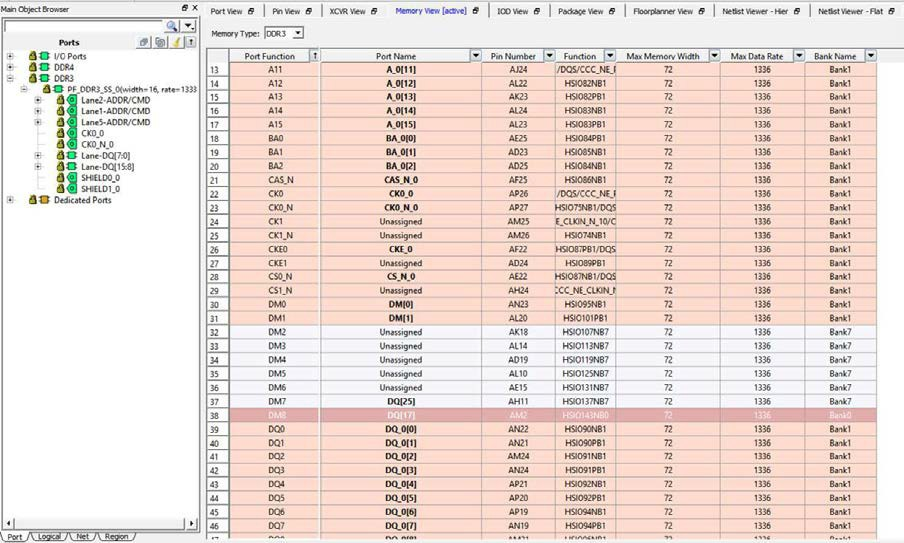 Main Object Browser
Port View Pin View XCVR View Memory View [active] IOD View Package View Floorplanner View Netlist Viewer - Hier Netlist Viewer - Flat
Memory Type: DDR3
Ports
I/O Ports
DDR4
DDR3
PF_DDR3_SS_0(width=16, rate=1333
Lane2-ADDR/CMD
Lane1-ADDR/CMD
Lane5-ADDR/CMD
CK0_0
CK0_N_0
Lane-DQ[7:0]
Lane-DQ[15:8]
SHIELD0_0
SHIELD1_0
Dedicated Ports
Port Logical Net Region
Port Function Port Name Pin Number Function Max Memory Width Max Data Rate Bank Name
13 A11 A_0[11] AJ24 /DQS/CCC_NE_F 72 1336 Bank1
14 A12 A_0[12] AL22 HSIO82NB1 72 1336 Bank1
15 A13 A_0[13] AK23 HSIO82PB1 72 1336 Bank1
16 A14 A_0[14] AL24 HSIO83NB1 72 1336 Bank1
17 A15 A_0[15] AL23 HSIO83PB1 72 1336 Bank1
18 BA0 BA_0[0] AE25 HSIO84PB1 72 1336 Bank1
19 BA1 BA_0[1] AD23 HSIO85NB1 72 1336 Bank1
20 BA2 BA_0[2] AD25 HSIO84NB1 72 1336 Bank1
21 CAS_N CAS_N_0 AF25 HSIO86NB1 72 1336 Bank1
22 CK0 CK0_0 AP26 /DQS/CCC_NE_F 72 1336 Bank1
23 CK0_N CK0_N_0 AP27 HSIO75NB1/DQS 72 1336 Bank1
24 CK1 Unassigned AM25 E_CLKIN_N_10/C 72 1336 Bank1
25 CK1_N Unassigned AM26 HSIO74NB1 72 1336 Bank1
26 CKE0 CKE_0 AF22 HSIO87PB1/DQS 72 1336 Bank1
27 CKE1 Unassigned AD24 HSIO89PB1 72 1336 Bank1
28 CS0_N CS_N_0 AE22 HSIO87NB1/DQS 72 1336 Bank1
29 CS1_N Unassigned AH24 CCC_NE_CLKIN_N 72 1336 Bank1
30 DM0 DM[0] AN23 HSIO95NB1 72 1336 Bank1
31 DM1 DM[1] AL20 HSIO101PB1 72 1336 Bank1
32 DM2 Unassigned AK18 HSIO107NB7 72 1336 Bank7
33 DM3 Unassigned AL14 HSIO113NB7 72 1336 Bank7
34 DM4 Unassigned AD19 HSIO119NB7 72 1336 Bank7
35 DM5 Unassigned AL10 HSIO125NB7 72 1336 Bank7
36 DM6 Unassigned AE15 HSIO131NB7 72 1336 Bank7
37 DM7 DQ[25] AH11 HSIO137NB7 72 1336 Bank7
38 DM8 DQ[17] AM2 HSIO143NB0 72 1336 Bank0
39 DQ0 DQ_0[0] AN22 HSIO90NB1 72 1336 Bank1
40 DQ1 DQ_0[1] AN21 HSIO90PB1 72 1336 Bank1
41 DQ2 DQ_0[2] AM24 HSIO91NB1 72 1336 Bank1
42 DQ3 DQ_0[3] AN24 HSIO91PB1 72 1336 Bank1
43 DQ4 DQ_0[4] AP21 HSIO92NB1 72 1336 Bank1
44 DQ5 DQ_0[5] AP20 HSIO92PB1 72 1336 Bank1
45 DQ6 DQ_0[6] AP19 HSIO94NB1 72 1336 Bank1
46 DQ7 DQ_0[7] AN19 HSIO94PB1 72 1336 Bank1